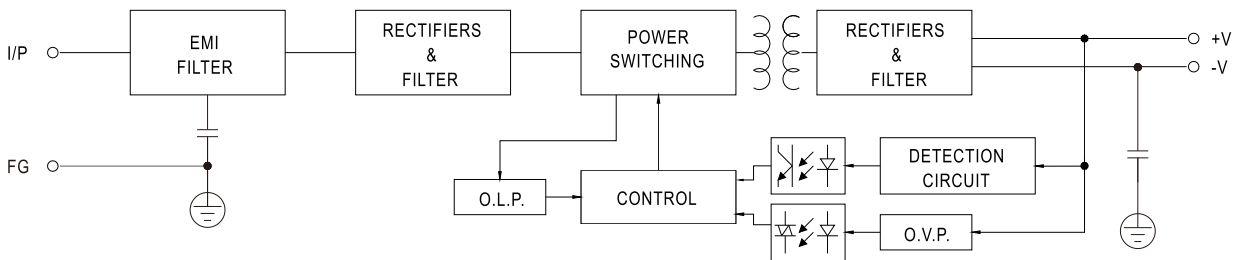 I/P
EMI
FILTER
RECTIFIERS
&
FILTER
POWER
SWITCHING
RECTIFIERS
&
FILTER
+V
-V
FG
O.L.P.
CONTROL
DETECTION
CIRCUIT
O.V.P.